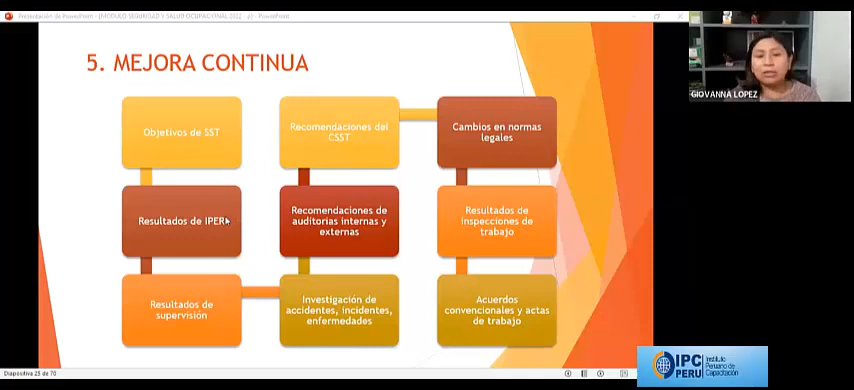 Presentación de PowerPoint - [MODULO SEGURIDAD Y SALUD OCUPACIONAL 2022 - p2 - PowerPoint
5. MEJORA CONTINUA
Objetivos de SST
Resultados de IPER
Resultados de
supervisión
Investigación de
accidentes, incidentes,
enfermedades
Recomendaciones de
auditorías internas y
externas
Recomendaciones del
CSST
Cambios en normas
legales
Resultados de
inspecciones de
trabajo
Acuerdos
convencionales y actas
de trabajo
GIOVANNA LOPEZ
IPC
PERU
Instituto
Peruano de
Capacitación
Diapositiva 25 de 70